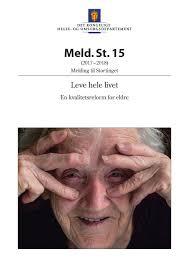 DET KONGELIGE
HELSE- OG OMSORGSDEPARTEMENT
Meld. St. 15
(2017–2018)
Melding til Stortinget
Leve hele livet
En kvalitetsreform for eldre